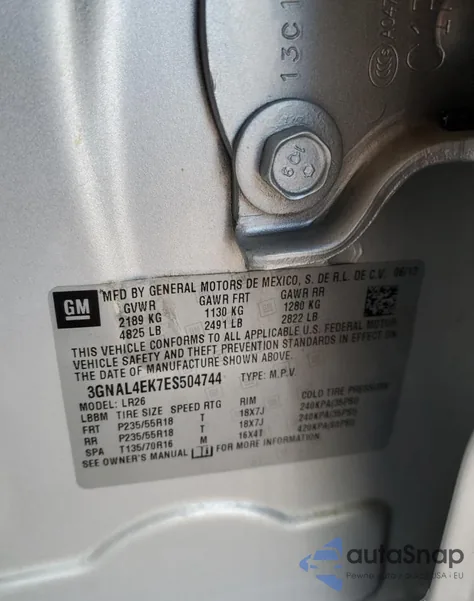 13C1
60A
GM
MFD BY GENERAL MOTORS DE MEXICO, S. DE R.L. DE C.V. 06/13
GVWR GAWR FRT GAWR RR
2189 KG 1130 KG 1280 KG
4825 LB 2491 LB 2822 LB
THIS VEHICLE CONFORMS TO ALL APPLICABLE U.S. FEDERAL MOTOR
VEHICLE SAFETY AND THEFT PREVENTION STANDARDS IN EFFECT ON
THE DATE OF MANUFACTURE SHOWN ABOVE.
3GNAL4EK7ES504744 TYPE: M.P.V.
MODEL: LR26
LBBM TIRE SIZE SPEED RTG RIM COLD TIRE PRESSURE
FRT P235/55R18 T 18X7J 240KPA(35PSI)
RR P235/55R18 T 18X7J 240KPA(35PSI)
SPA T135/70R16 M 16X4T 420KPA(60PSI)
SEE OWNER'S MANUAL FOR MORE INFORMATION.
autoSnap